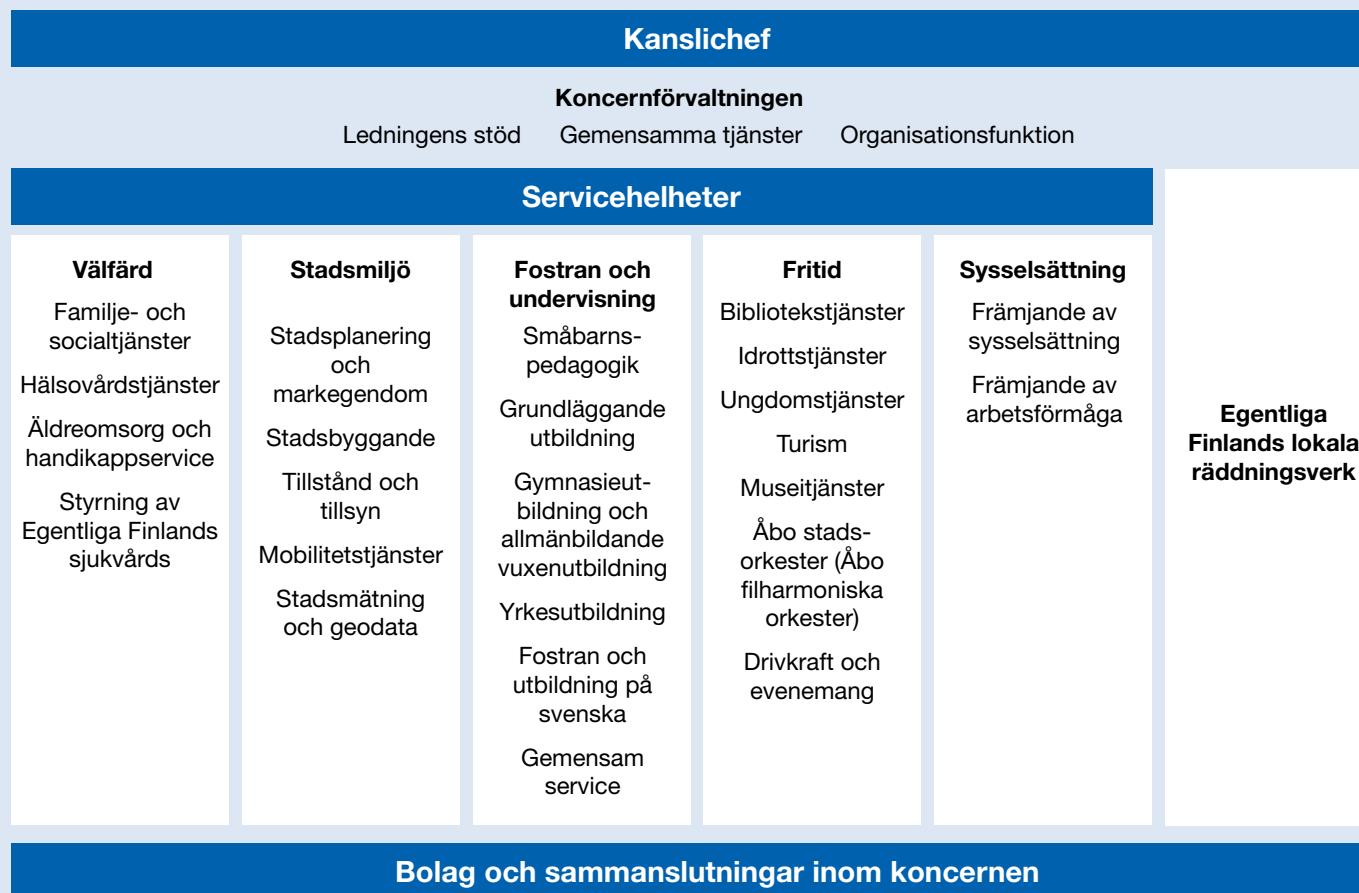 Kanslichef
Koncernförvaltningen
Ledningens stöd Gemensamma tjänster Organisationsfunktion
Servicehelheter
Välfärd
Familje- och
socialtjänster
Hälsovårdstjänster
Äldreomsorg och
handikappservice
Styrning av
Egentliga Finlands
sjukvårds
Stadsmiljö
Stadsplanering
och
markegendom
Stadsbyggande
Tillstånd och
tillsyn
Mobilitetstjänster
Stadsmätning
och geodata
Fostran och
undervisning
Småbarns-
pedagogik
Grundläggande
utbildning
Gymnasieut-
bildning och
allmänbildande
vuxenutbildning
Yrkesutbildning
Fostran och
utbildning på
svenska
Gemensam
service
Fritid
Bibliotekstjänster
Idrottstjänster
Ungdomstjänster
Turism
Museitjänster
Åbo stads-
orkester (Åbo
filharmoniska
orkester)
Drivkraft och
evenemang
Sysselsättning
Främjande av
sysselsättning
Främjande av
arbetsförmåga
Egentliga
Finlands lokala
räddningsverk
Bolag och sammanslutningar inom koncernen